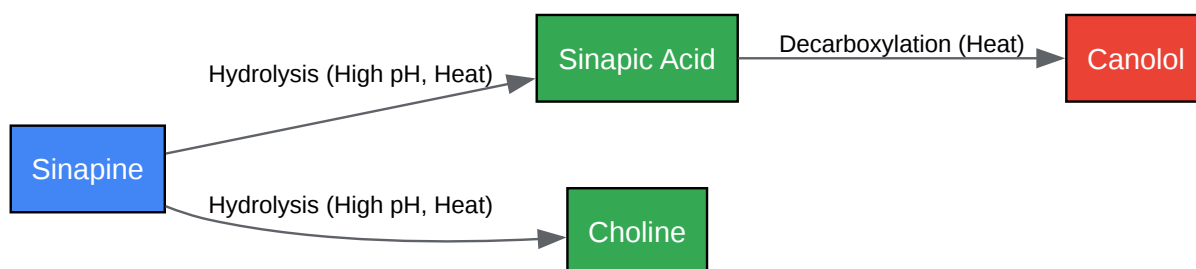 Sinapine
Hydrolysis (High pH, Heat)
Sinapic Acid
Decarboxylation (Heat)
Canolol
Hydrolysis (High pH, Heat)
Choline